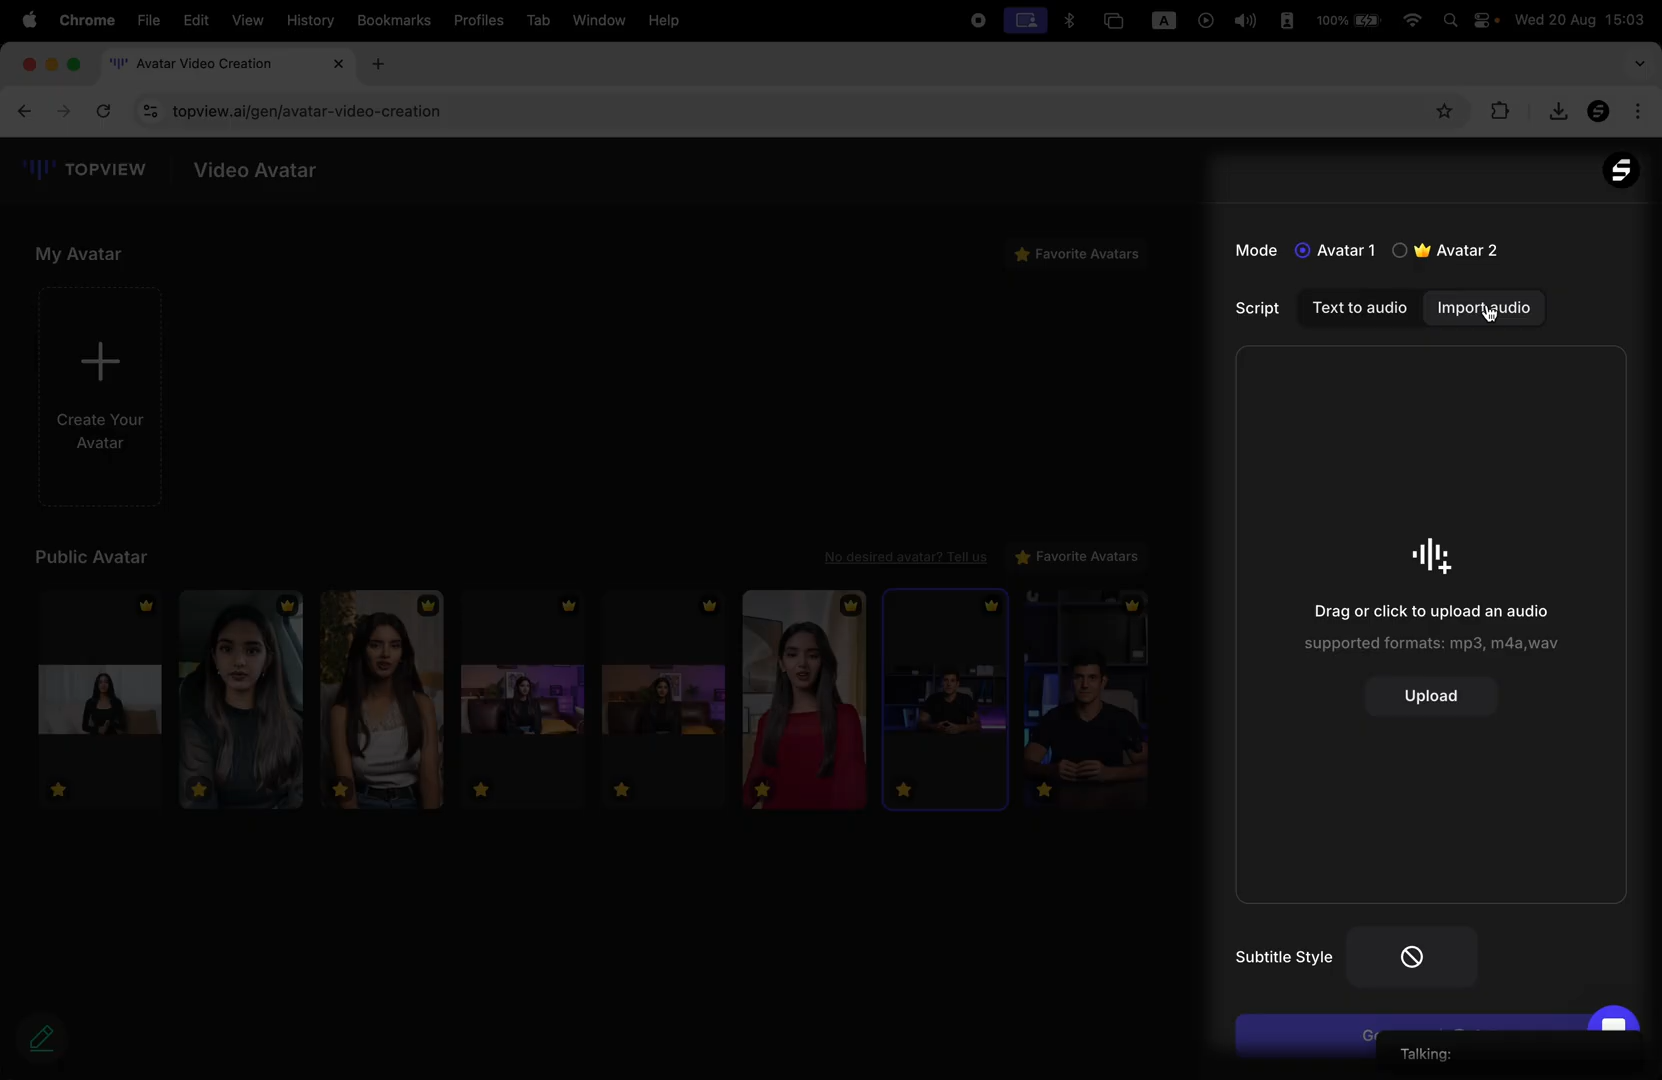 Chrome File Edit View History Bookmarks Profiles Tab Window Help A 100% Wed 20 Aug 15:03
Avatar Video Creation
topview.ai/gen/avatar-video-creation
TOPVIEW Video Avatar
Mode Avatar 1 Avatar 2
My Avatar Favorite Avatars
Script Text to audio Import audio
Create Your
Avatar
Public Avatar No desired avatar? Tell us Favorite Avatars
Drag or click to upload an audio
supported formats: mp3, m4a,wav
Upload
Subtitle Style
Talking: